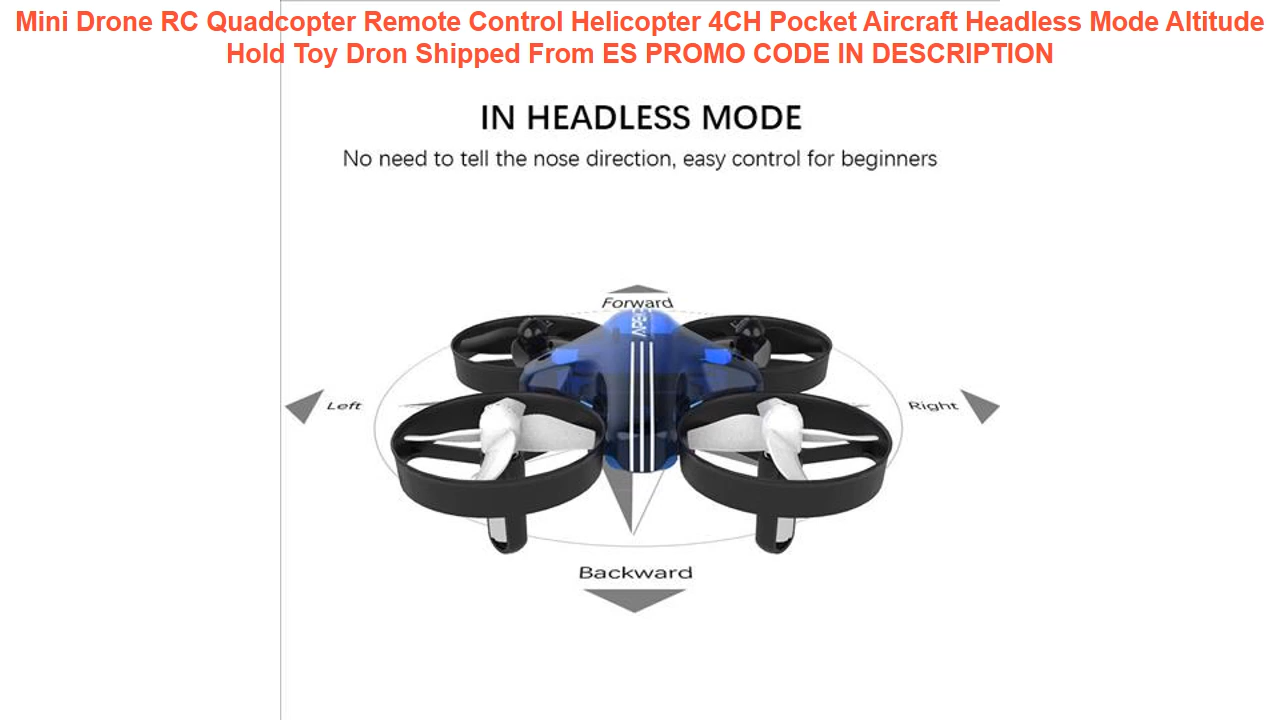 Mini Drone RC Quadcopter Remote Control Helicopter 4CH Pocket Aircraft Headless Mode Altitude
Hold Toy Dron Shipped From ES PROMO CODE IN DESCRIPTION
IN HEADLESS MODE
No need to tell the nose direction, easy control for beginners
Forward
Left
Right
Backward